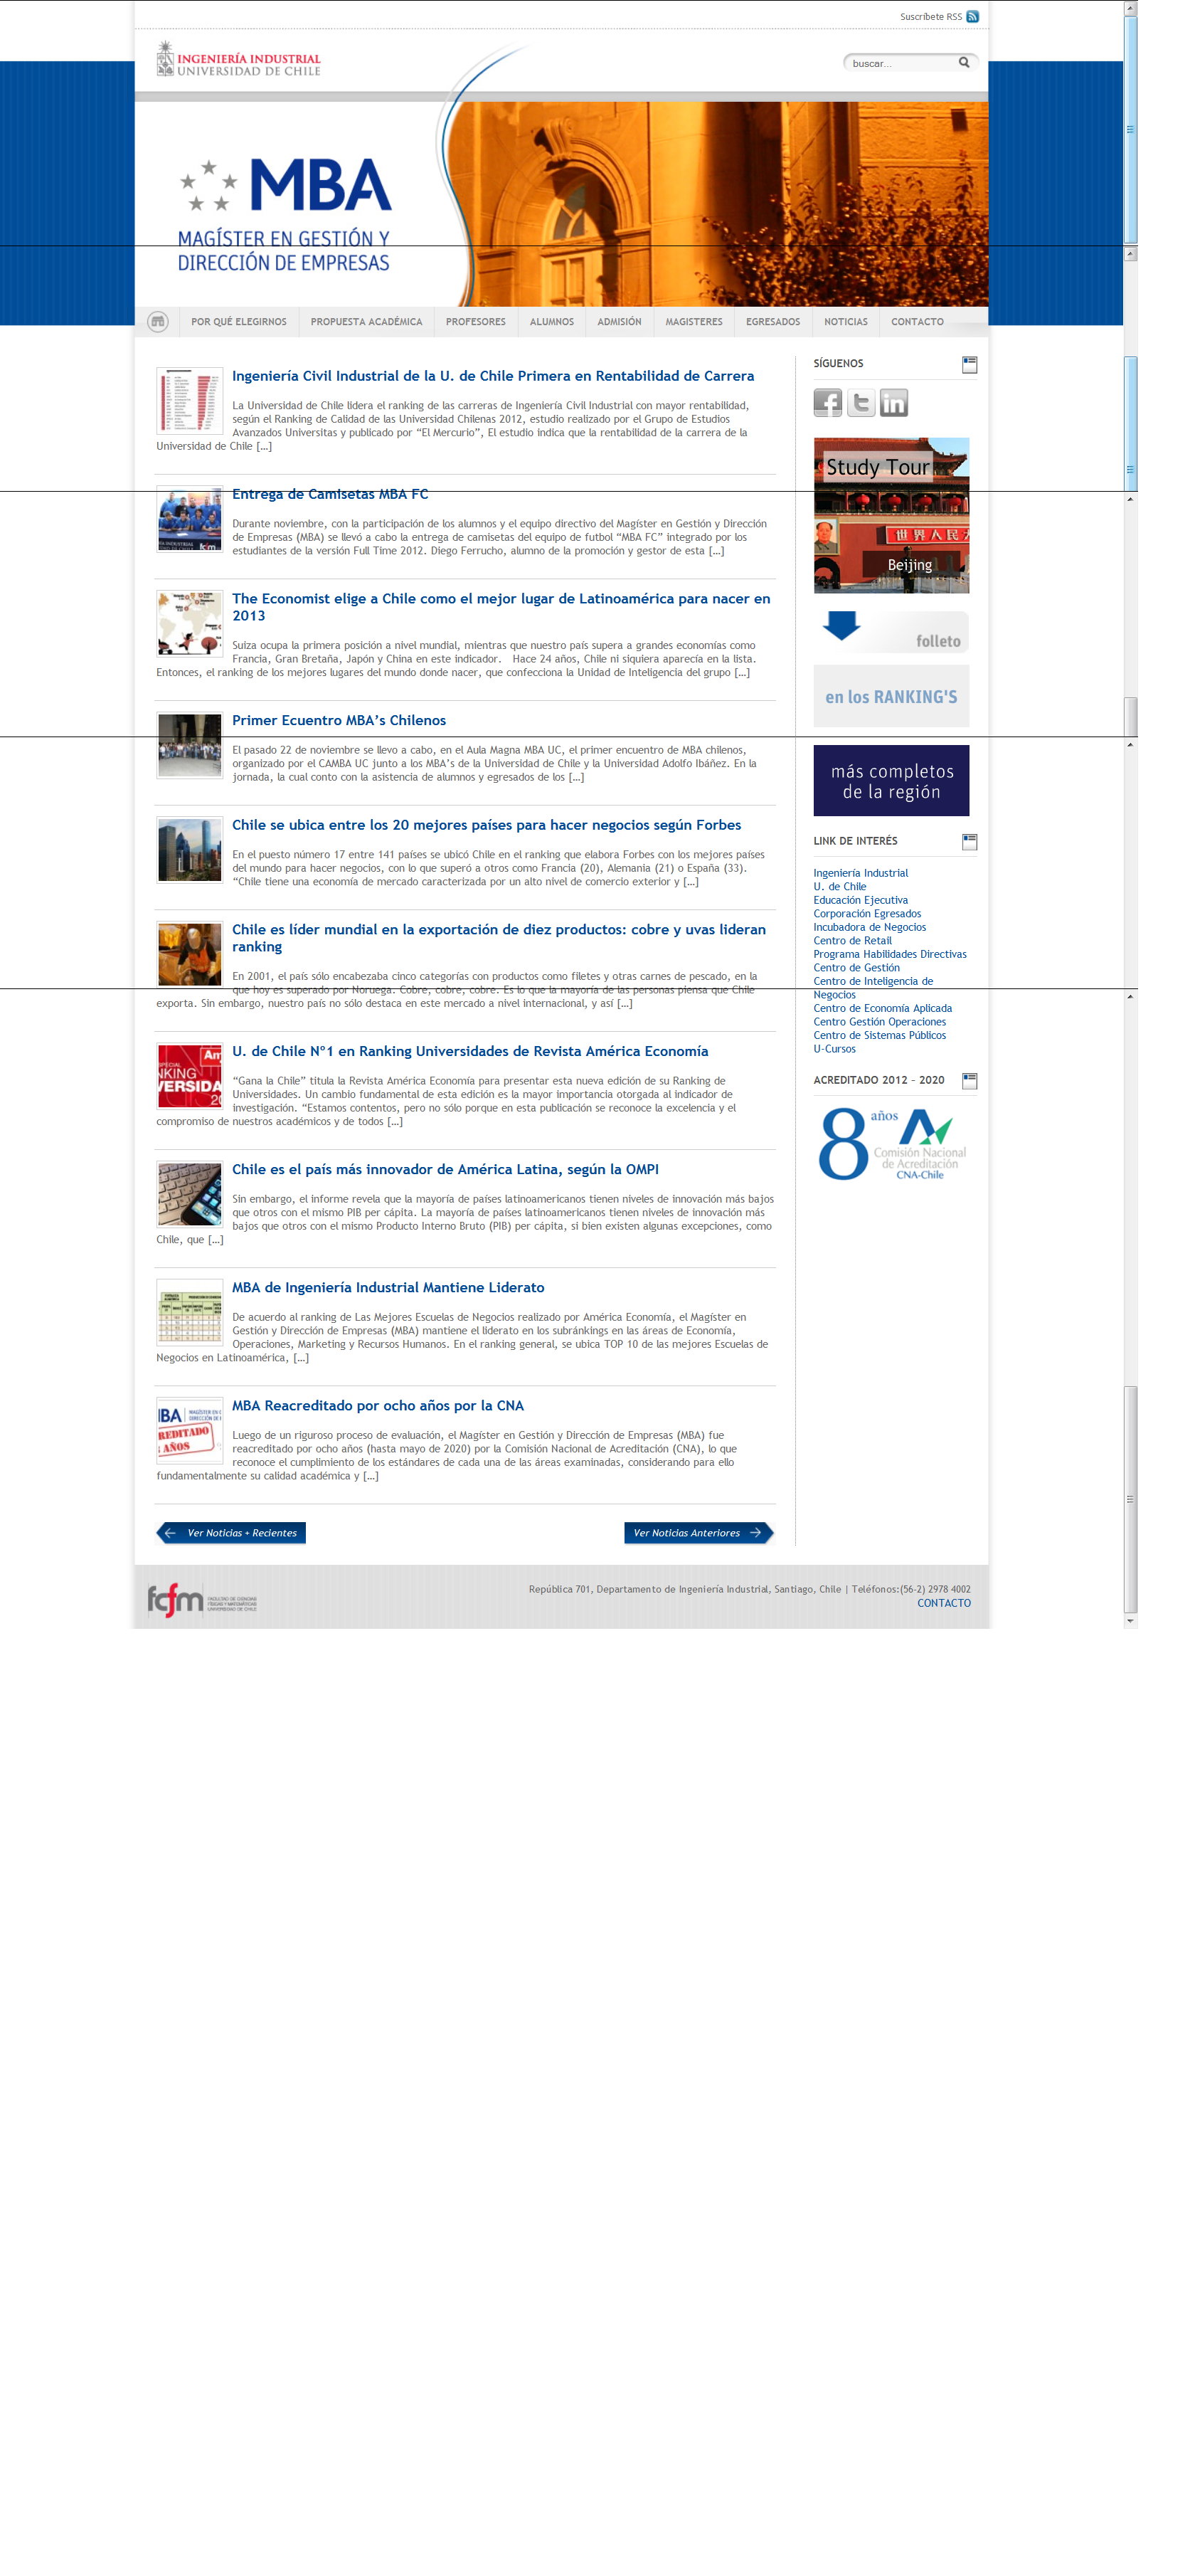 Suscríbete RSS
INGENIERÍA INDUSTRIAL
UNIVERSIDAD DE CHILE
buscar...
MBA
MAGÍSTER EN GESTIÓN Y
DIRECCIÓN DE EMPRESAS
POR QUÉ ELEGIRNOS PROPUESTA ACADÉMICA PROFESORES ALUMNOS ADMISIÓN MAGISTERES EGRESADOS NOTICIAS CONTACTO
Ingeniería Civil Industrial de la U. de Chile Primera en Rentabilidad de Carrera
La Universidad de Chile lidera el ranking de las carreras de Ingeniería Civil Industrial con mayor rentabilidad,
según el Ranking de Calidad de las Universidad Chilenas 2012, estudio realizado por el Grupo de Estudios
Avanzados Universitas y publicado por “El Mercurio”, El estudio indica que la rentabilidad de la carrera de la
Universidad de Chile [...]
Entrega de Camisetas MBA FC
Durante noviembre, con la participación de los alumnos y el equipo directivo del Magíster en Gestión y Dirección
de Empresas (MBA) se llevó a cabo la entrega de camisetas del equipo de futbol “MBA FC” integrado por los
estudiantes de la versión Full Time 2012. Diego Ferrucho, alumno de la promoción y gestor de esta [...]
The Economist elige a Chile como el mejor lugar de Latinoamérica para nacer en
2013
Suiza ocupa la primera posición a nivel mundial, mientras que nuestro país supera a grandes economías como
Francia, Gran Bretaña, Japón y China en este indicador. Hace 24 años, Chile ni siquiera aparecía en la lista.
Entonces, el ranking de los mejores lugares del mundo donde nacer, que confecciona la Unidad de Inteligencia del grupo [...]
Primer Ecuentro MBA’s Chilenos
El pasado 22 de noviembre se llevo a cabo, en el Aula Magna MBA UC, el primer encuentro de MBA chilenos,
organizado por el CAMBA UC junto a los MBA’s de la Universidad de Chile y la Universidad Adolfo Ibáñez. En la
jornada, la cual conto con la asistencia de alumnos y egresados de los [...]
Chile se ubica entre los 20 mejores países para hacer negocios según Forbes
En el puesto número 17 entre 141 países se ubicó Chile en el ranking que elabora Forbes con los mejores países
del mundo para hacer negocios, con lo que superó a otros como Francia (20), Alemania (21) o España (33).
“Chile tiene una economía de mercado caracterizada por un alto nivel de comercio exterior y [...]
Chile es líder mundial en la exportación de diez productos: cobre y uvas lideran
ranking
En 2001, el país sólo encabezaba cinco categorías con productos como filetes y otras carnes de pescado, en la
que hoy es superado por Noruega. Cobre, cobre, cobre. Es lo que la mayoría de las personas piensa que Chile
exporta. Sin embargo, nuestro país no sólo destaca en este mercado a nivel internacional, y así [...]
ESPECIAL
NKING
VERSIDA
U. de Chile Nº1 en Ranking Universidades de Revista América Economía
“Gana la Chile” titula la Revista América Economía para presentar esta nueva edición de su Ranking de
Universidades. Un cambio fundamental de esta edición es la mayor importancia otorgada al indicador de
investigación. “Estamos contentos, pero no sólo porque en esta publicación se reconoce la excelencia y el
compromiso de nuestros académicos y de todos [...]
Chile es el país más innovador de América Latina, según la OMPI
Sin embargo, el informe revela que la mayoría de países latinoamericanos tienen niveles de innovación más bajos
que otros con el mismo PIB per cápita. La mayoría de países latinoamericanos tienen niveles de innovación más
bajos que otros con el mismo Producto Interno Bruto (PIB) per cápita, si bien existen algunas excepciones, como
Chile, que [...]
MBA de Ingeniería Industrial Mantiene Liderato
De acuerdo al ranking de Las Mejores Escuelas de Negocios realizado por América Economía, el Magíster en
Gestión y Dirección de Empresas (MBA) mantiene el liderato en los subránkings en las áreas de Economía,
Operaciones, Marketing y Recursos Humanos. En el ranking general, se ubica TOP 10 de las mejores Escuelas de
Negocios en Latinoamérica, [...]
IBA
REDITADO
AÑOS
MBA Reacreditado por ocho años por la CNA
Luego de un riguroso proceso de evaluación, el Magíster en Gestión y Dirección de Empresas (MBA) fue
reacreditado por ocho años (hasta mayo de 2020) por la Comisión Nacional de Acreditación (CNA), lo que
reconoce el cumplimiento de los estándares de cada una de las áreas examinadas, considerando para ello
fundamentalmente su calidad académica y [...]
Ver Noticias + Recientes
Ver Noticias Anteriores
SÍGUENOS
Study Tour
世界人民大
Beijing
folleto
en los RANKING'S
más completos
de la región
LINK DE INTERÉS
Ingeniería Industrial
U. de Chile
Educación Ejecutiva
Corporación Egresados
Incubadora de Negocios
Centro de Retail
Programa Habilidades Directivas
Centro de Gestión
Centro de Inteligencia de
Negocios
Centro de Economía Aplicada
Centro Gestión Operaciones
Centro de Sistemas Públicos
U-Cursos
ACREDITADO 2012 – 2020
8 años
Comisión Nacional
de Acreditación
CNA-Chile
fcfm
FACULTAD DE CIENCIAS
FÍSICAS Y MATEMÁTICAS
UNIVERSIDAD DE CHILE
República 701, Departamento de Ingeniería Industrial, Santiago, Chile | Teléfonos:(56-2) 2978 4002
CONTACTO